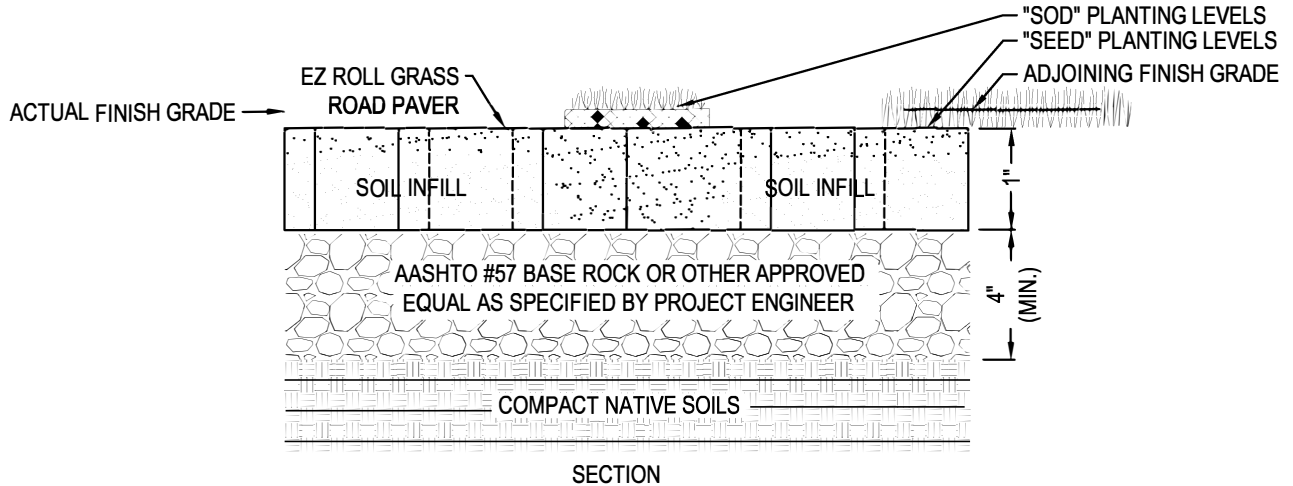 "SOD" PLANTING LEVELS
"SEED" PLANTING LEVELS
ADJOINING FINISH GRADE
EZ ROLL GRASS
ROAD PAVER
ACTUAL FINISH GRADE
SOIL INFILL
SOIL INFILL
1"
AASHTO #57 BASE ROCK OR OTHER APPROVED
EQUAL AS SPECIFIED BY PROJECT ENGINEER
4"
(MIN.)
COMPACT NATIVE SOILS
SECTION